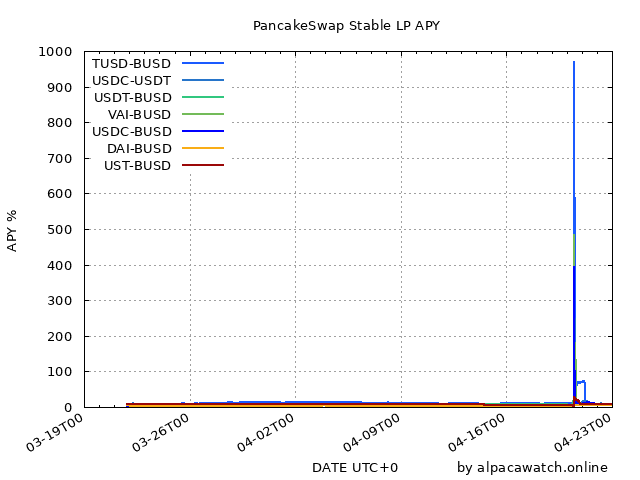 PancakeSwap Stable LP APY
1000
900
800
700
600
500
400
300
200
100
0
APY %
TUSD-BUSD
USDC-USDT
USDT-BUSD
VAI-BUSD
USDC-BUSD
DAI-BUSD
UST-BUSD
03-19T00
03-26T00
04-02T00
04-09T00
04-16T00
04-23T00
DATE UTC+0
by alpacawatch.online